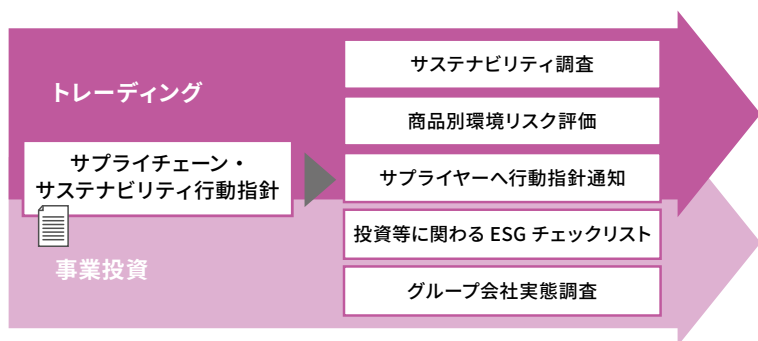 トレーディング
サプライチェーン・
サステナビリティ行動指針
事業投資
サステナビリティ調査
商品別環境リスク評価
サプライヤーへ行動指針通知
投資等に関わる ESG チェックリスト
グループ会社実態調査